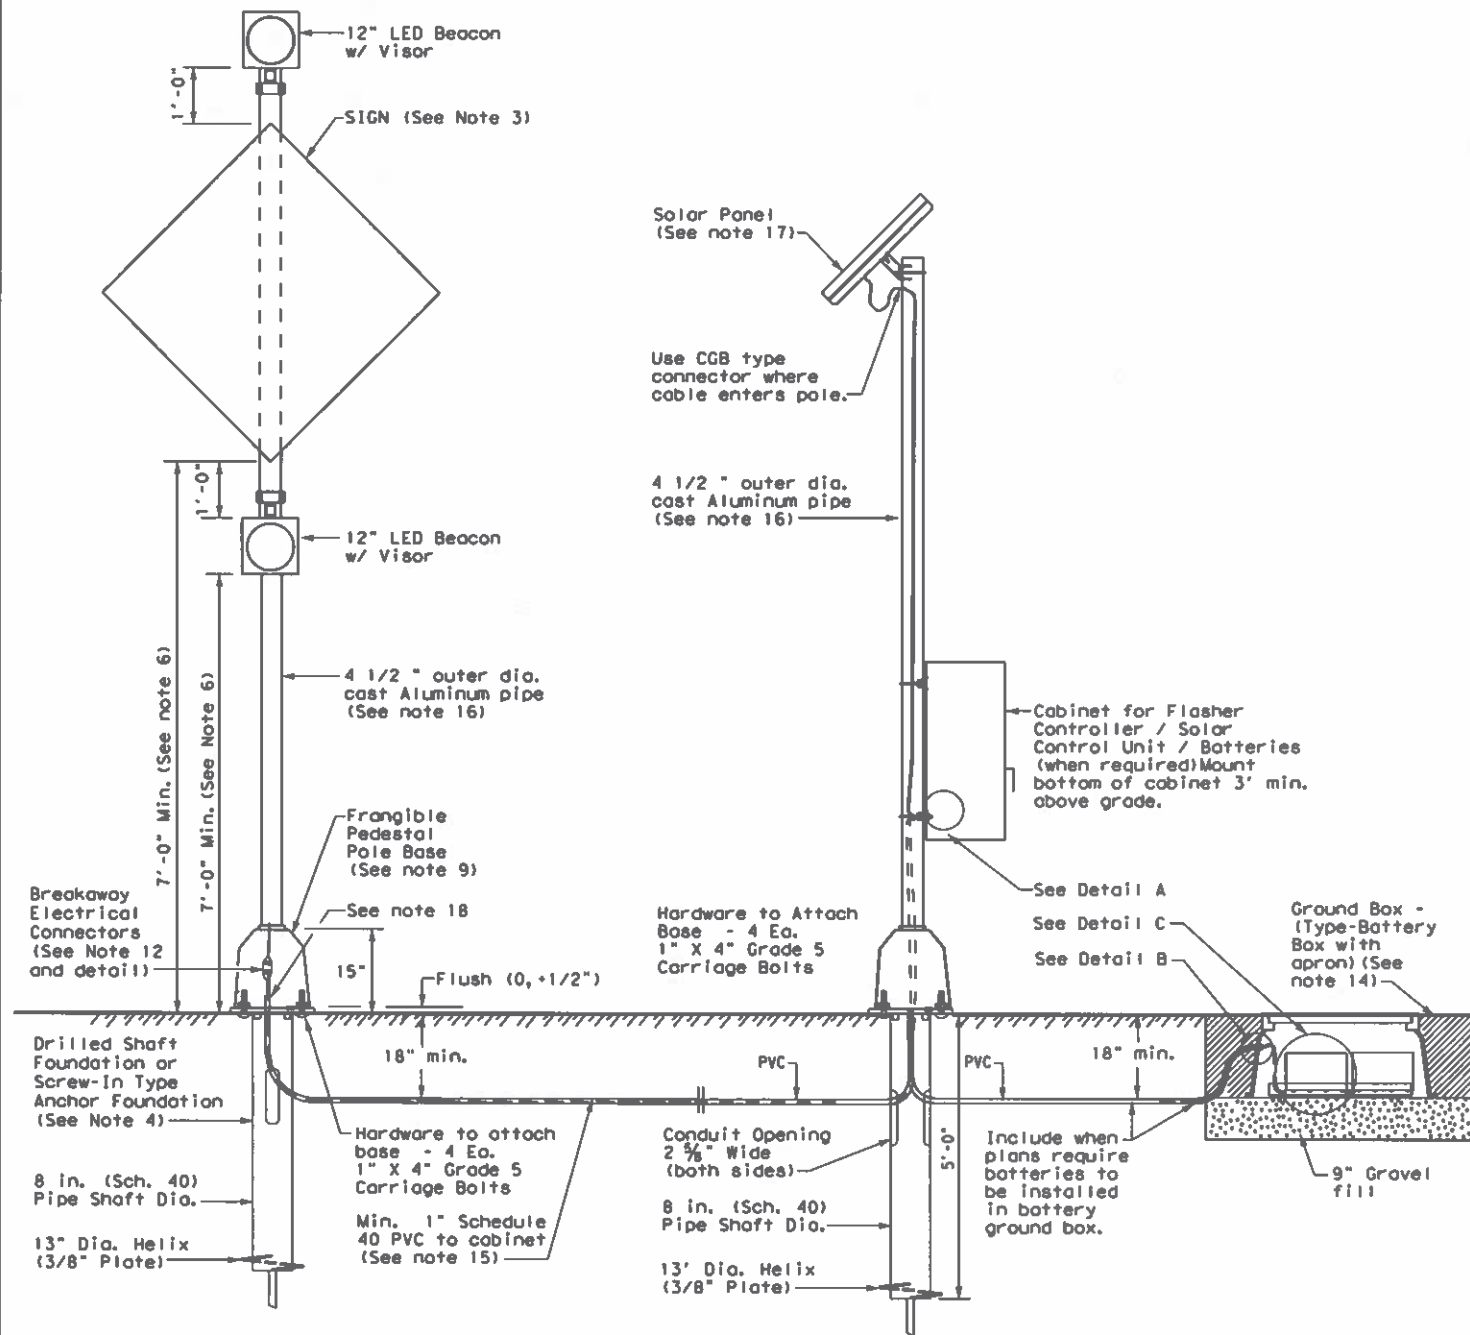 12" LED Beacon
w/ Visor
1'-0"
SIGN (See Note 3)
Solar Panel
(See note 17)
Use CGB type
connector where
cable enters pole.
1'-0"
4 1/2 " outer dia.
cast Aluminum pipe
(See note 16)
12" LED Beacon
w/ Visor
7'-0" Min. (See note 6)
7'-0" Min. (See Note 6)
4 1/2 " outer dia.
cast Aluminum pipe
(See note 16)
Cabinet for Flasher
Controller / Solar
Control Unit / Batteries
(when required)Mount
bottom of cabinet 3' min.
above grade.
Frangible
Pedestal
Pole Base
(See note 9)
See Detail A
Breakaway
Electrical
Connectors
(See Note 12
and detail)
See note 18
15"
Flush (0, +1/2")
Hardware to Attach
Base - 4 Ea.
1" X 4" Grade 5
Carriage Bolts
See Detail C
See Detail B
Ground Box -
(Type-Battery
Box with
apron) (See
note 14)
Drilled Shaft
Foundation or
Screw-In Type
Anchor Foundation
(See Note 4)
18" min.
PVC
PVC
18" min.
8 in. (Sch. 40)
Pipe Shaft Dia.
13" Dia. Helix
(3/8" Plate)
Hardware to attach
base - 4 Ea.
1" X 4" Grade 5
Carriage Bolts
Min. 1" Schedule
40 PVC to cabinet
(See note 15)
Conduit Opening
2 5/8" Wide
(both sides)
8 in. (Sch. 40)
Pipe Shaft Dia.
13' Dia. Helix
(3/8" Plate)
5'-0"
Include when
plans require
batteries to
be installed
in battery
ground box.
9" Gravel
fill